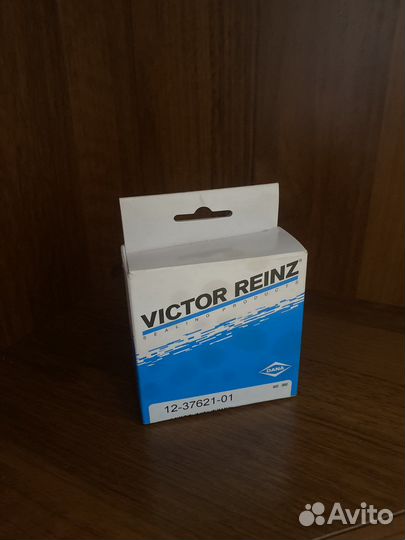 VICTOR REINZ®
SEALING PRODUCTS
DANA
12-37621-01
Avito